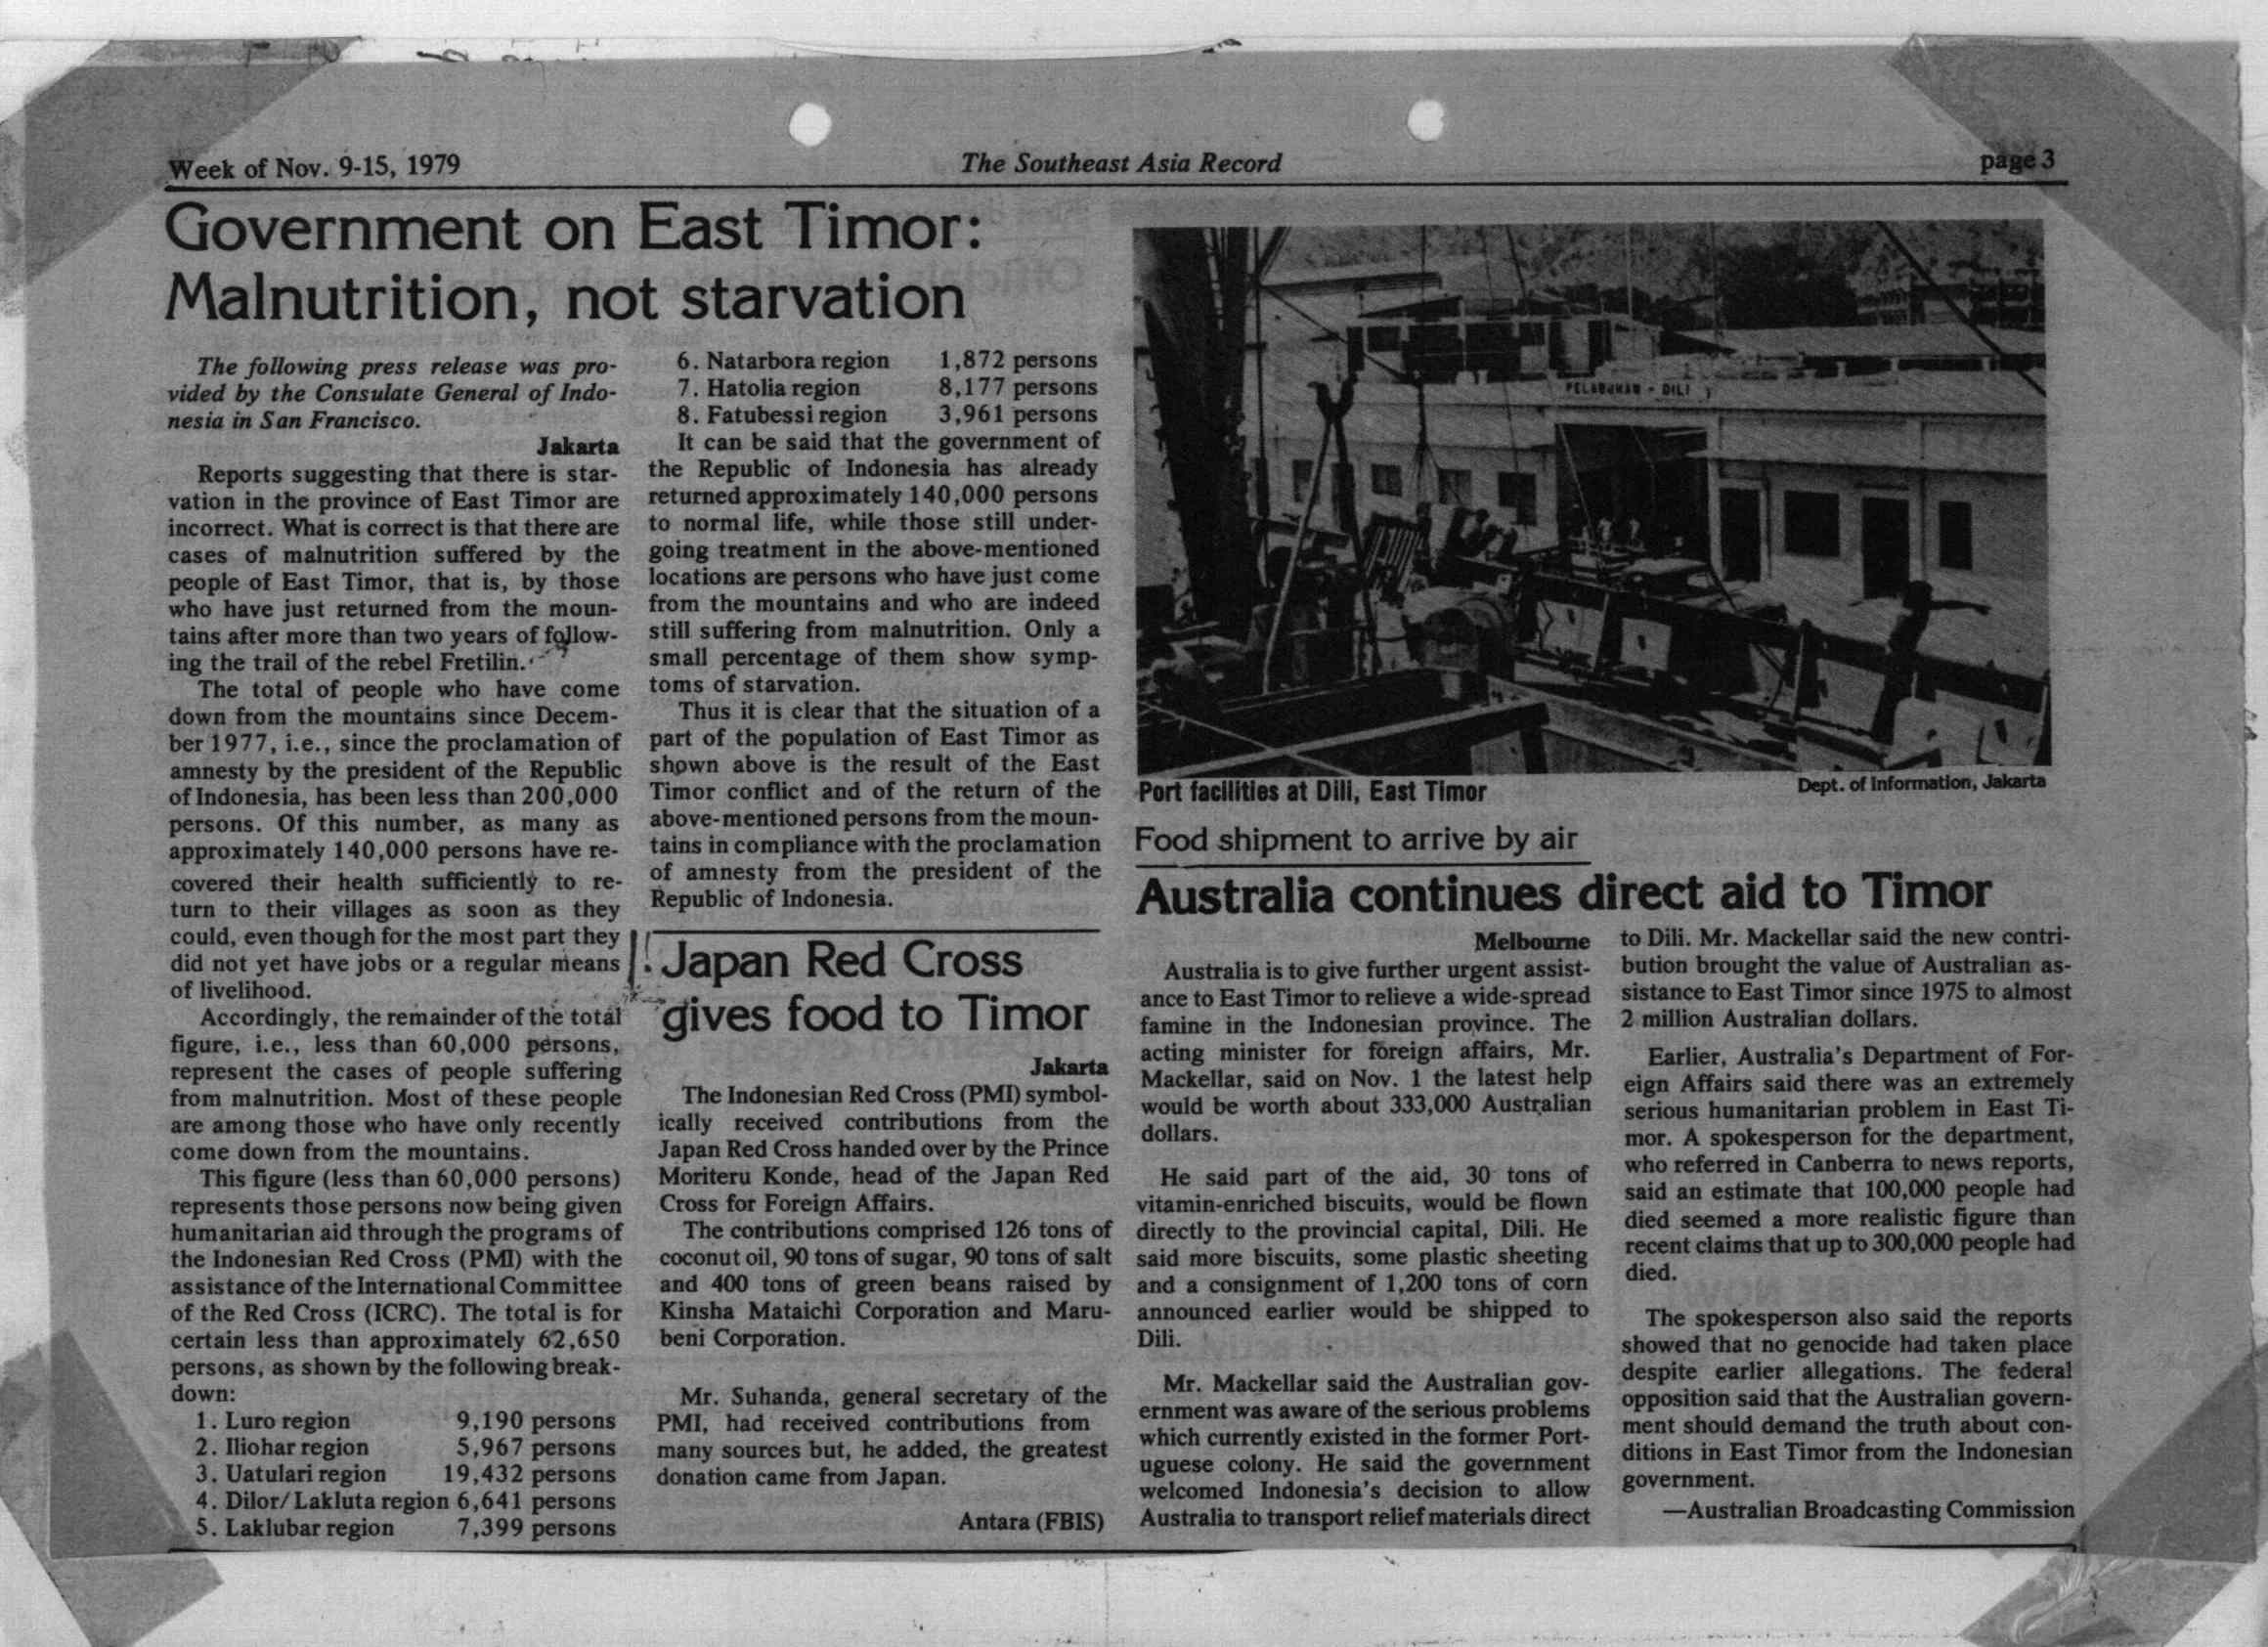 Week of Nov. 9-15, 1979
The Southeast Asia Record
page 3
Government on East Timor:
Malnutrition, not starvation
The following press release was pro-
vided by the Consulate General of Indo-
nesia in San Francisco.
Jakarta
Reports suggesting that there is star-
vation in the province of East Timor are
incorrect. What is correct is that there are
cases of malnutrition suffered by the
people of East Timor, that is, by those
who have just returned from the moun-
tains after more than two years of follow-
ing the trail of the rebel Fretilin.
The total of people who have come
down from the mountains since Decem-
ber 1977, i.e., since the proclamation of
amnesty by the president of the Republic
of Indonesia, has been less than 200,000
persons. Of this number, as many as
approximately 140,000 persons have re-
covered their health sufficiently to re-
turn to their villages as soon as they
could, even though for the most part they
did not yet have jobs or a regular means
of livelihood.
Accordingly, the remainder of the total
figure, i.e., less than 60,000 persons,
represent the cases of people suffering
from malnutrition. Most of these people
are among those who have only recently
come down from the mountains.
This figure (less than 60,000 persons)
represents those persons now being given
humanitarian aid through the programs of
the Indonesian Red Cross (PMI) with the
assistance of the International Committee
of the Red Cross (ICRC). The total is for
certain less than approximately 62,650
persons, as shown by the following break-
down:
1. Luro region 9,190 persons
2. Iliohar region 5,967 persons
3. Uatulari region 19,432 persons
4. Dilor/Lakluta region 6,641 persons
5. Laklubar region 7,399 persons
6. Natarbora region 1,872 persons
7. Hatolia region 8,177 persons
8. Fatubessi region 3,961 persons
It can be said that the government of
the Republic of Indonesia has already
returned approximately 140,000 persons
to normal life, while those still under-
going treatment in the above-mentioned
locations are persons who have just come
from the mountains and who are indeed
still suffering from malnutrition. Only a
small percentage of them show symp-
toms of starvation.
Thus it is clear that the situation of a
part of the population of East Timor as
shown above is the result of the East
Timor conflict and of the return of the
above-mentioned persons from the moun-
tains in compliance with the proclamation
of amnesty from the president of the
Republic of Indonesia.
!!
Japan Red Cross
gives food to Timor
Jakarta
The Indonesian Red Cross (PMI) symbol-
ically received contributions from the
Japan Red Cross handed over by the Prince
Moriteru Konde, head of the Japan Red
Cross for Foreign Affairs.
The contributions comprised 126 tons of
coconut oil, 90 tons of sugar, 90 tons of salt
and 400 tons of green beans raised by
Kinsha Mataichi Corporation and Maru-
beni Corporation.
Mr. Suhanda, general secretary of the
PMI, had received contributions from
many sources but, he added, the greatest
donation came from Japan.
Antara (FBIS)
PELABUHAN - DILI
Port facilities at Dili, East Timor
Dept. of Information, Jakarta
Food shipment to arrive by air
Australia continues direct aid to Timor
Melbourne
Australia is to give further urgent assist-
ance to East Timor to relieve a wide-spread
famine in the Indonesian province. The
acting minister for foreign affairs, Mr.
Mackellar, said on Nov. 1 the latest help
would be worth about 333,000 Australian
dollars.
He said part of the aid, 30 tons of
vitamin-enriched biscuits, would be flown
directly to the provincial capital, Dili. He
said more biscuits, some plastic sheeting
and a consignment of 1,200 tons of corn
announced earlier would be shipped to
Dili.
Mr. Mackellar said the Australian gov-
ernment was aware of the serious problems
which currently existed in the former Port-
uguese colony. He said the government
welcomed Indonesia's decision to allow
Australia to transport relief materials direct
to Dili. Mr. Mackellar said the new contri-
bution brought the value of Australian as-
sistance to East Timor since 1975 to almost
2 million Australian dollars.
Earlier, Australia's Department of For-
eign Affairs said there was an extremely
serious humanitarian problem in East Ti-
mor. A spokesperson for the department,
who referred in Canberra to news reports,
said an estimate that 100,000 people had
died seemed a more realistic figure than
recent claims that up to 300,000 people had
died.
The spokesperson also said the reports
showed that no genocide had taken place
despite earlier allegations. The federal
opposition said that the Australian govern-
ment should demand the truth about con-
ditions in East Timor from the Indonesian
government.
—Australian Broadcasting Commission